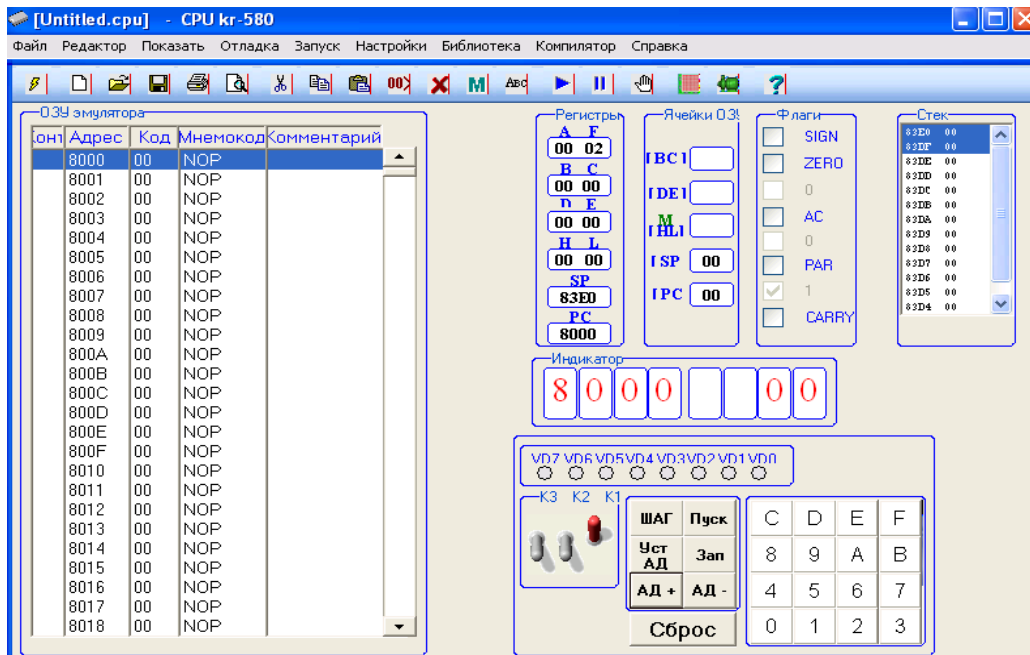 [Untitled.cpu] - CPU kr-580
Файл Редактор Показать Отладка Запуск Настройки Библиотека Компилятор Справка
00 M ABC ?
ОЗУ эмулятора
Адрес Код Мнемокод Комментарий
8000 00 NOP
8001 00 NOP
8002 00 NOP
8003 00 NOP
8004 00 NOP
8005 00 NOP
8006 00 NOP
8007 00 NOP
8008 00 NOP
8009 00 NOP
800A 00 NOP
800B 00 NOP
800C 00 NOP
800D 00 NOP
800E 00 NOP
800F 00 NOP
8010 00 NOP
8011 00 NOP
8012 00 NOP
8013 00 NOP
8014 00 NOP
8015 00 NOP
8016 00 NOP
8017 00 NOP
8018 00 NOP
Регистры
A F
00 02
B C
00 00
D E
00 00
H L
00 00
SP
83E0
PC
8000
Ячейки ОЗУ
[BC]
[DE]
M
[HL]
[SP 00
[PC 00
Флаги
SIGN
ZERO
0
AC
0
PAR
1
CARRY
Стек
83E0 00
83DF 00
83DE 00
83DD 00
83DC 00
83DB 00
83DA 00
83D9 00
83D8 00
83D7 00
83D6 00
83D5 00
83D4 00
Индикатор
8 0 0 0 0 0
VD7 VD6 VD5 VD4 VD3 VD2 VD1 VD0
K3 K2 K1
ШАГ Пуск
Уст АД Зап
АД + АД -
Сброс
C D E F
8 9 A B
4 5 6 7
0 1 2 3